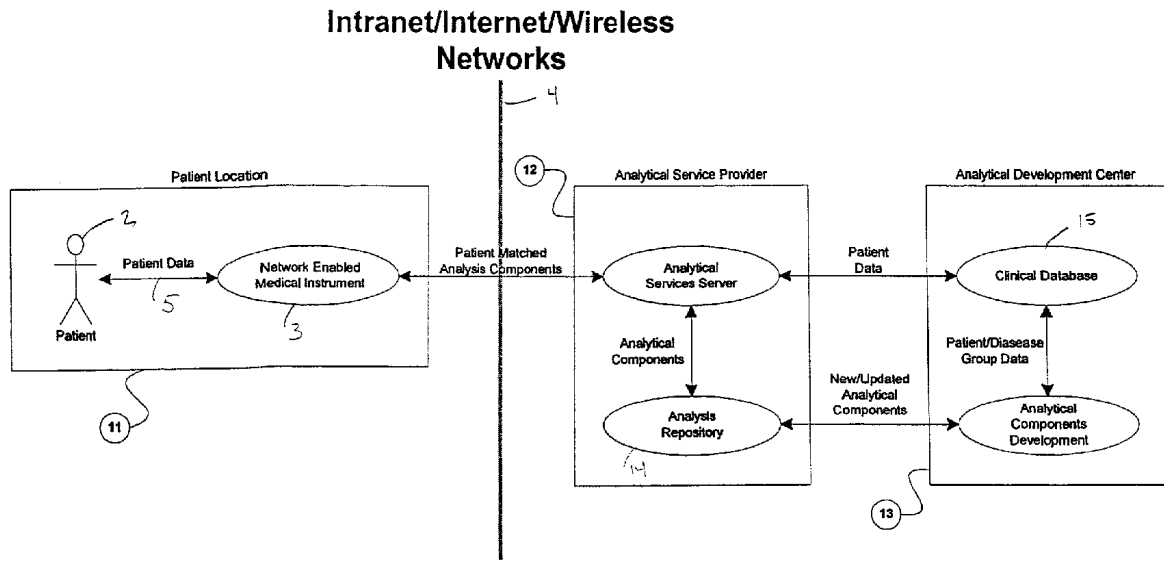 Intranet/Internet/Wireless
Networks
4
Patient Location
12
Analytical Service Provider
Analytical Development Center
2
15
Patient Data
5
Network Enabled
Medical Instrument
3
Patient
Patient Matched
Analysis Components
Analytical
Services Server
Patient
Data
Clinical Database
Analytical
Components
Patient/Diasease
Group Data
New/Updated
Analytical
Components
11
Analysis
Repository
14
Analytical
Components
Development
13